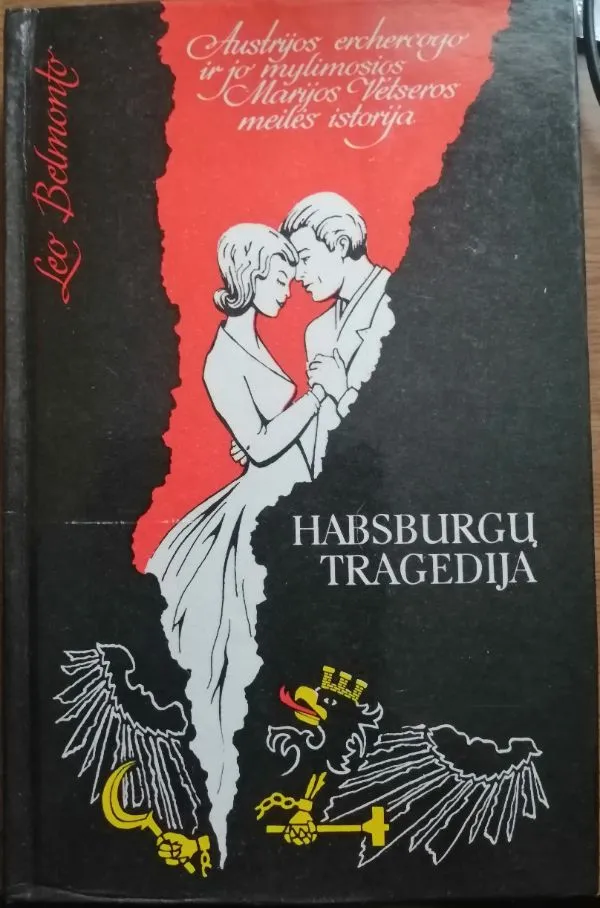 Leo Belmonto
Austrijos erchercogo
ir jo mylimosios
Marijos Vetseros
meilės istorija
HABSBURGŲ
TRAGEDIJA